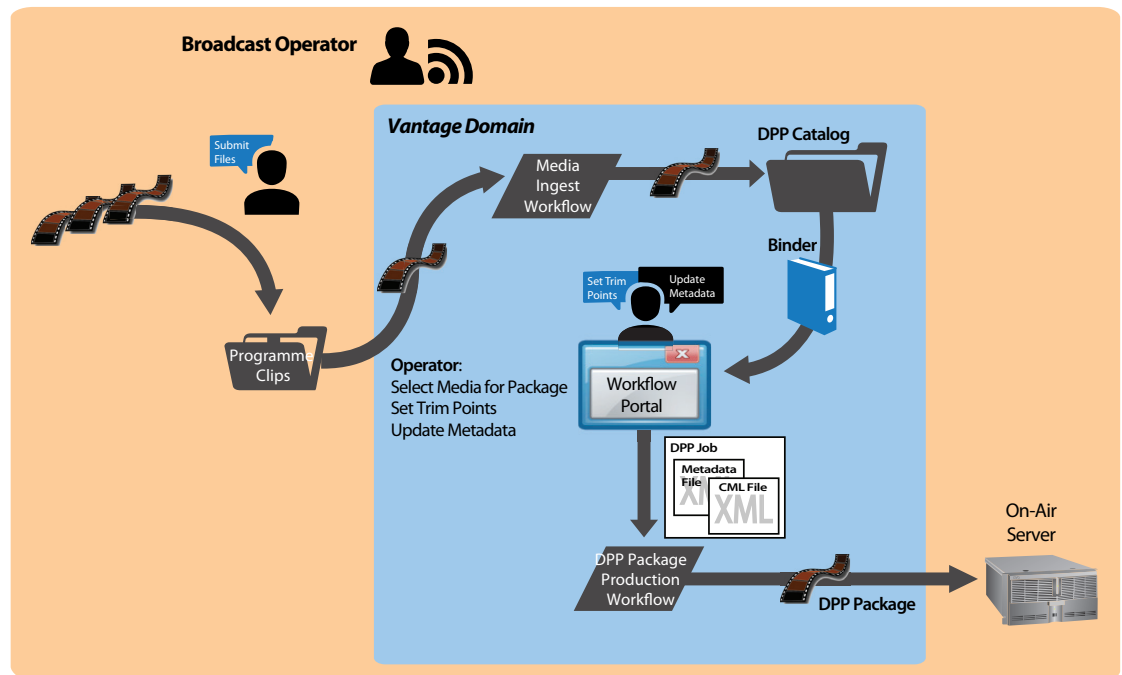 Broadcast Operator
Vantage Domain
Submit
Files
Media
Ingest
Workflow
DPP Catalog
Binder
Set Trim
Points
Update
Metadata
Programme
Clips
Operator:
Select Media for Package
Set Trim Points
Update Metadata
Workflow
Portal
DPP Job
Metadata
File
XML
CML File
XML
DPP Package
Production
Workflow
DPP Package
On-Air
Server